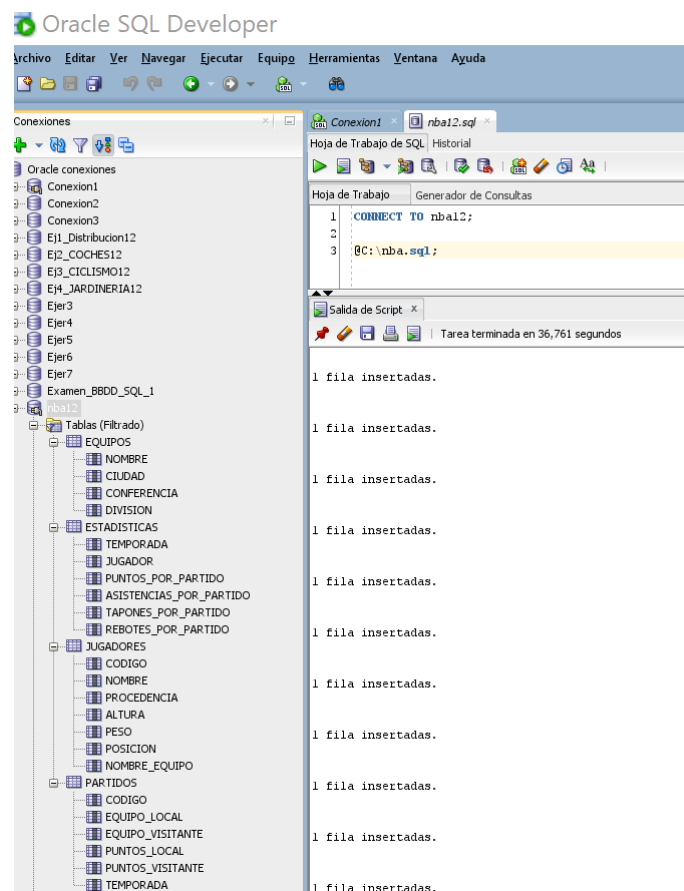 Oracle SQL Developer
Archivo Editar Ver Navegar Ejecutar Equipo Herramientas Ventana Ayuda
Conexiones
Oracle conexiones
Conexion1
Conexion2
Conexion3
Ej1_Distribucion12
Ej2_COCHES12
Ej3_CICLISMO12
Ej4_JARDINERIA12
Ejer3
Ejer4
Ejer5
Ejer6
Ejer7
Examen_BBDD_SQL_1
nba12
Tablas (Filtrado)
EQUIPOS
NOMBRE
CIUDAD
CONFERENCIA
DIVISION
ESTADISTICAS
TEMPORADA
JUGADOR
PUNTOS_POR_PARTIDO
ASISTENCIAS_POR_PARTIDO
TAPONES_POR_PARTIDO
REBOTES_POR_PARTIDO
JUGADORES
CODIGO
NOMBRE
PROCEDENCIA
ALTURA
PESO
POSICION
NOMBRE_EQUIPO
PARTIDOS
CODIGO
EQUIPO_LOCAL
EQUIPO_VISITANTE
PUNTOS_LOCAL
PUNTOS_VISITANTE
TEMPORADA
Conexion1 nba12.sql
Hoja de Trabajo de SQL Historial
Hoja de Trabajo Generador de Consultas
1 CONNECT TO nba12;
2
3 @C:\nba.sql;
Salida de Script
Tarea terminada en 36,761 segundos
1 fila insertadas.
1 fila insertadas.
1 fila insertadas.
1 fila insertadas.
1 fila insertadas.
1 fila insertadas.
1 fila insertadas.
1 fila insertadas.
1 fila insertadas.
1 fila insertadas.
1 fila insertadas.